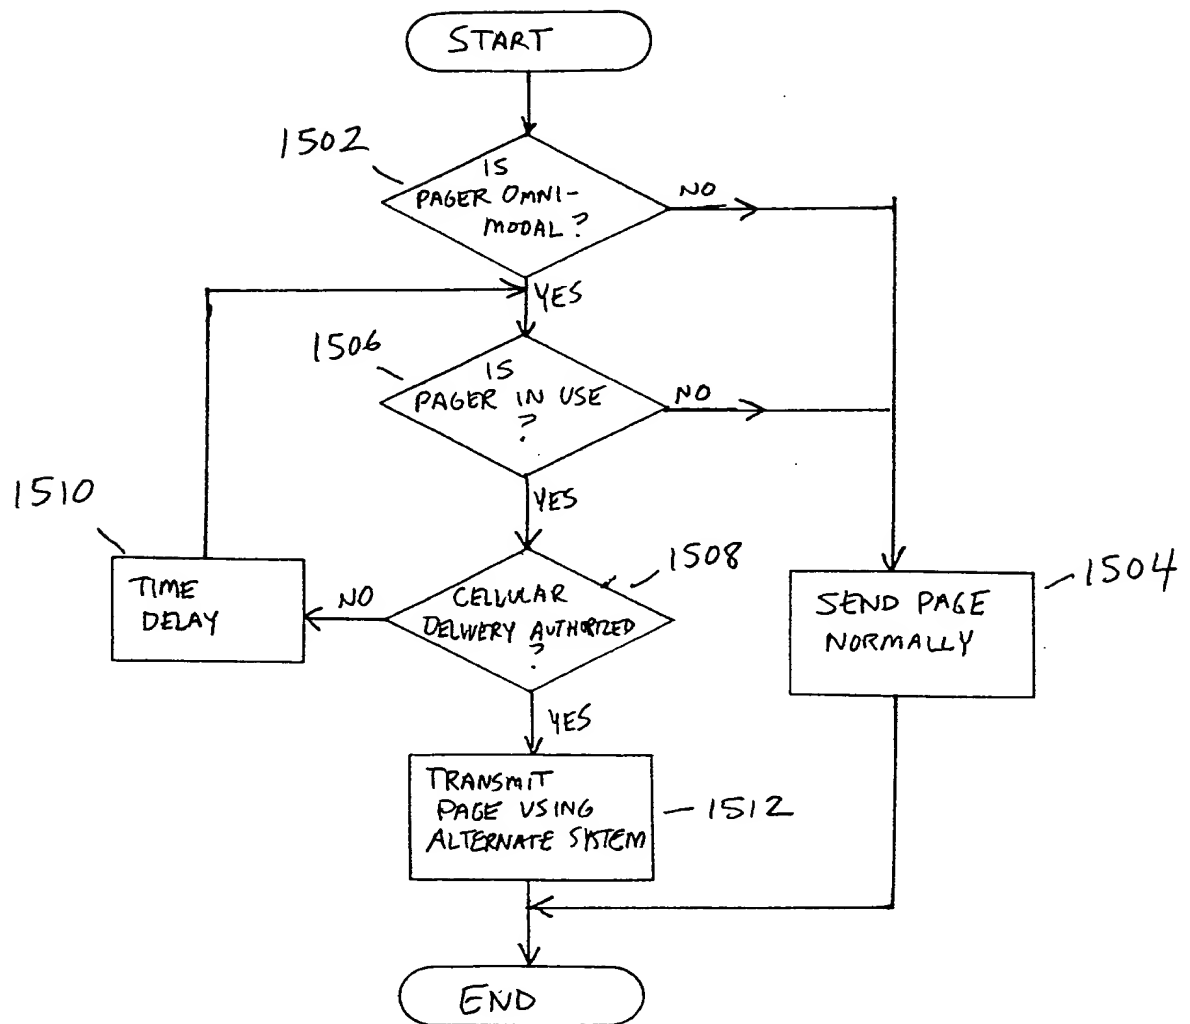 START
1502
IS
PAGER OMNI-
MODAL?
NO
YES
1506
IS
PAGER IN USE
?
NO
YES
1510
TIME
DELAY
NO
1508
CELLULAR
DELIVERY AUTHORIZED
?
1504
SEND PAGE
NORMALLY
YES
TRANSMIT
PAGE USING
ALTERNATE SYSTEM
1512
END